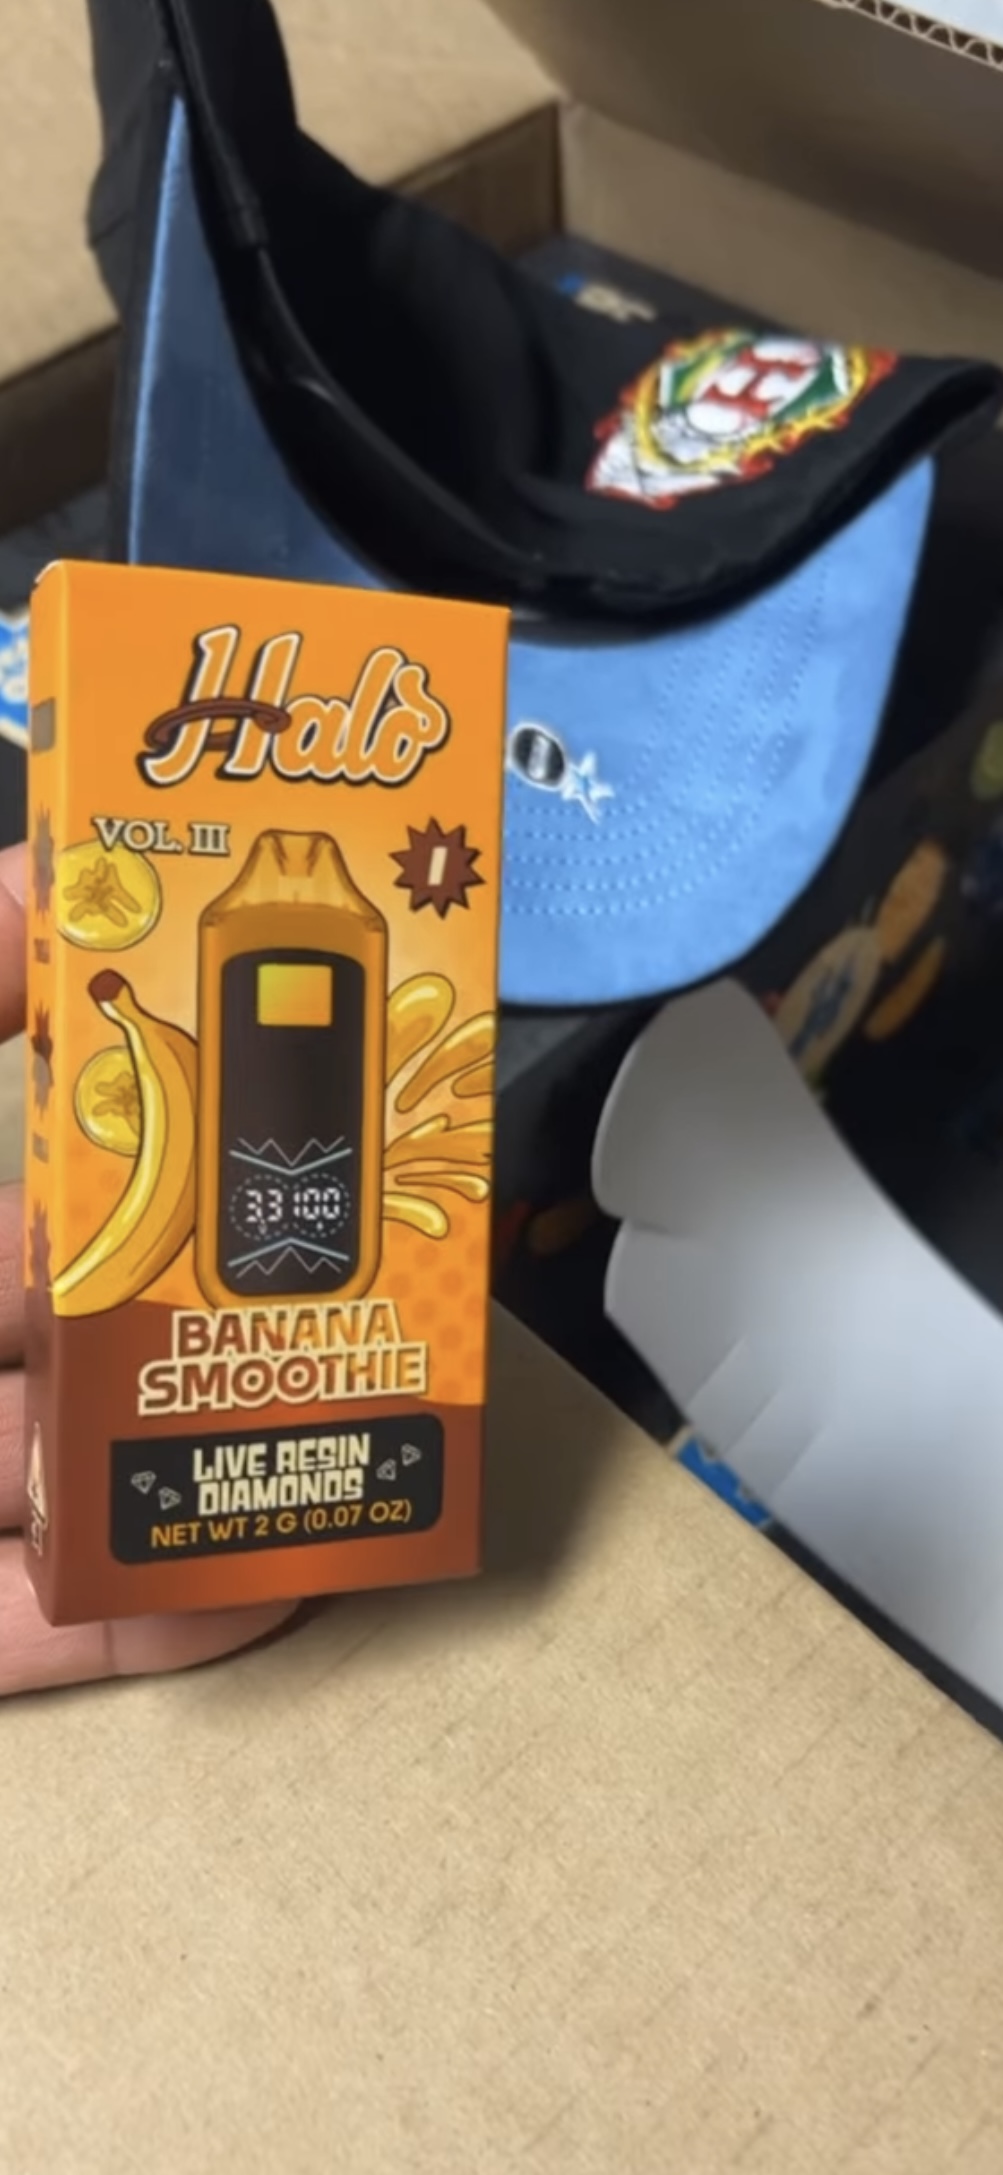 Halo
VOL. III
I
33 100
BANANA
SMOOTHIE
LIVE RESIN
DIAMONDS
NET WT 2 G (0.07 OZ)